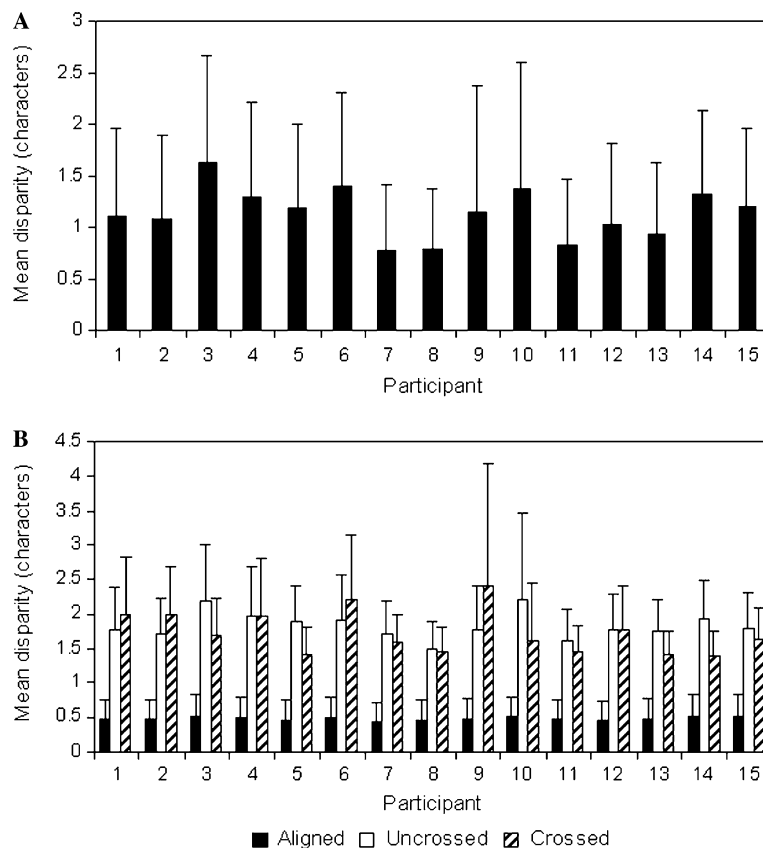 A
Mean disparity (characters)
3
2.5
2
1.5
1
0.5
0
1 2 3 4 5 6 7 8 9 10 11 12 13 14 15
Participant
B
Mean disparity (characters)
4.5
4
3.5
3
2.5
2
1.5
1
0.5
0
1 2 3 4 5 6 7 8 9 10 11 12 13 14 15
Participant
Aligned Uncrossed Crossed